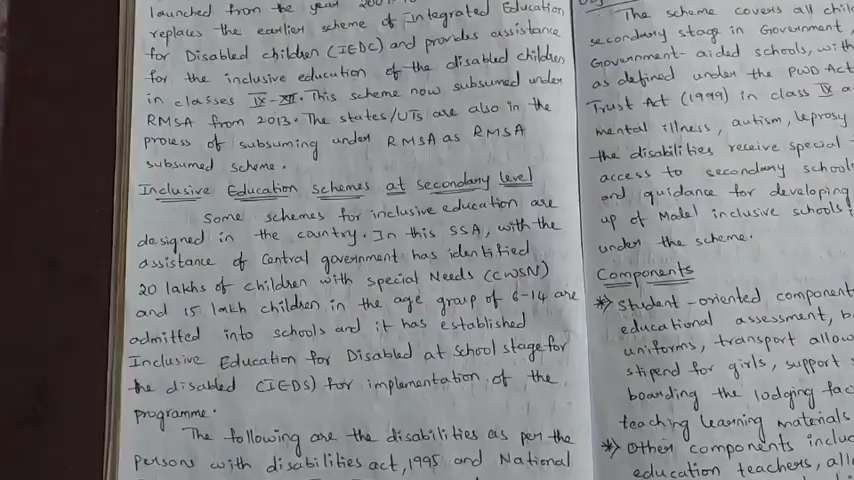 launched from the year 200
replaces the earlier scheme of Integrated Education
for Disabled children (IEDC) and provides assistance
for the inclusive education of the disabled children
in classes IX-XII. This scheme now subsumed under
RMSA from 2013. The states/UTs are also in the
process of subsuming under RMSA as RMSA
subsumed scheme.
Inclusive Education schemes at secondary level
Some schemes for inclusive education are
designed in the country. In this SSA, with the
assistance of Central government has identified
20 lakhs of children with special Needs (CWSN)
and 15 lakh children in the age group of 6-14 are
admitted into schools and it has established
Inclusive Education for Disabled at school stage for
the disabled (IEDS) for implementation of the
programme.
The following are the disabilities as per the
Persons with disabilities act, 1995 and National
The scheme covers all chil
secondary stage in Government,
Government-aided schools, with
as defined under the PWD Act
Trust Act (1999) in class IX a
mental illness, autism, leprosy
the disabilities receive special
access to secondary schools
and guidance for developing
up of Model inclusive schools
under the scheme.
Components
*) Student-oriented component
educational assessment, b
uniforms, transport allow
stipend for girls, support s
boarding the lodging faci
teaching learning materials
*) Other components includ
education teachers, all